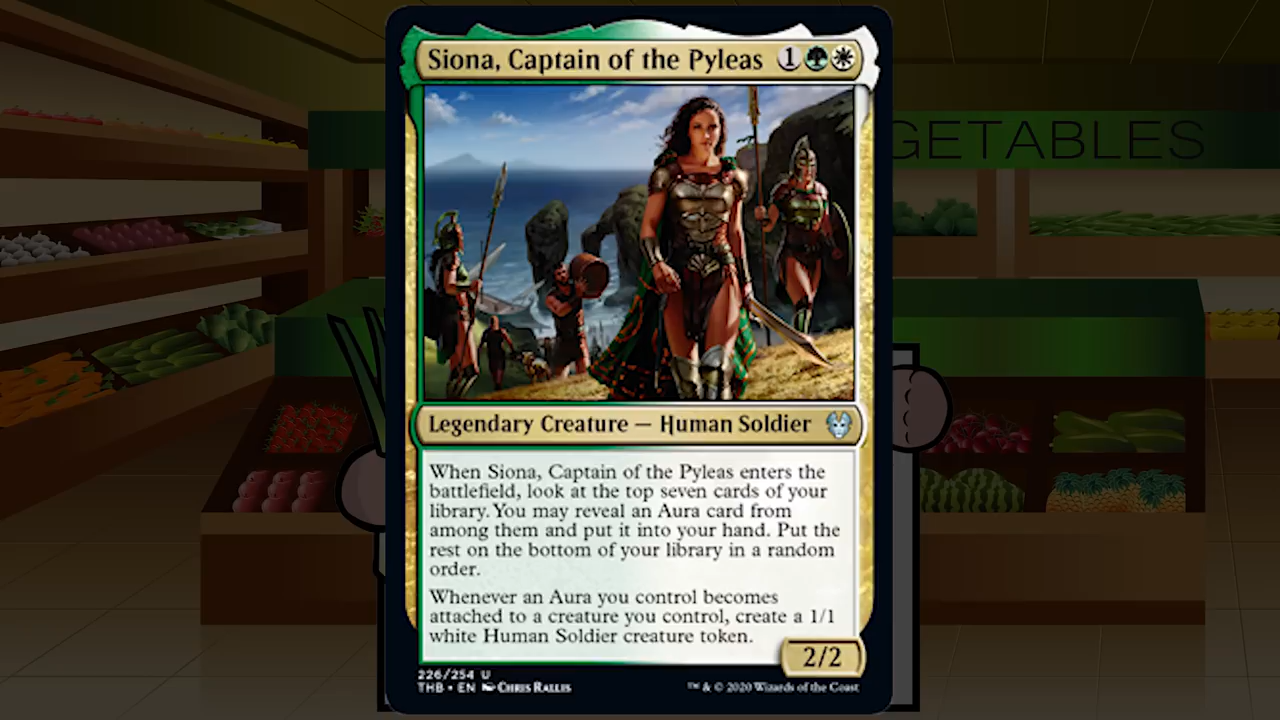 Siona, Captain of the Pyleas 1
GETABLES
Legendary Creature — Human Soldier
When Siona, Captain of the Pyleas enters the
battlefield, look at the top seven cards of your
library. You may reveal an Aura card from
among them and put it into your hand. Put the
rest on the bottom of your library in a random
order.
Whenever an Aura you control becomes
attached to a creature you control, create a 1/1
white Human Soldier creature token.
2/2
226/254 U
THB • EN Chris Rallis ™ & © 2020 Wizards of the Coast